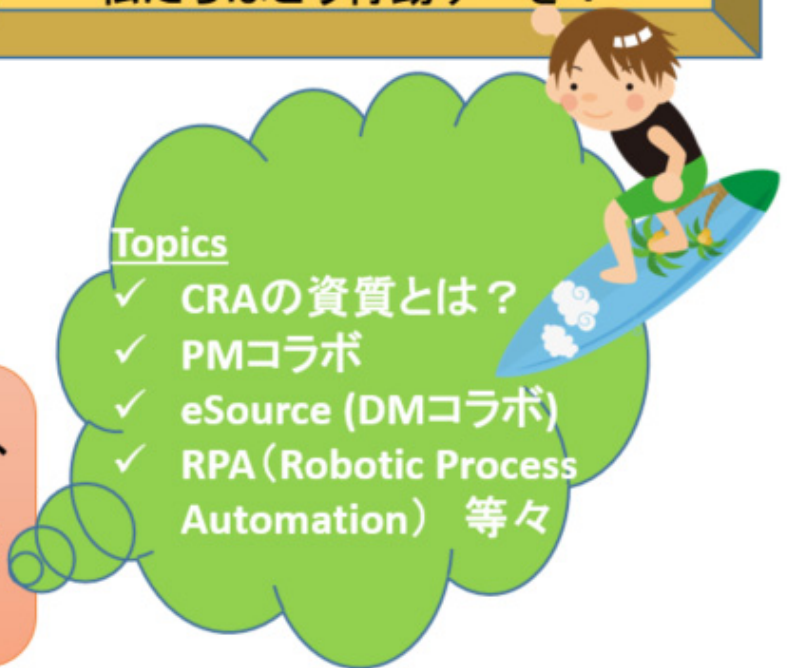 Topics
✓ CRAの資質とは？
✓ PMコラボ
✓ eSource (DMコラボ)
✓ RPA（Robotic Process
Automation） 等々